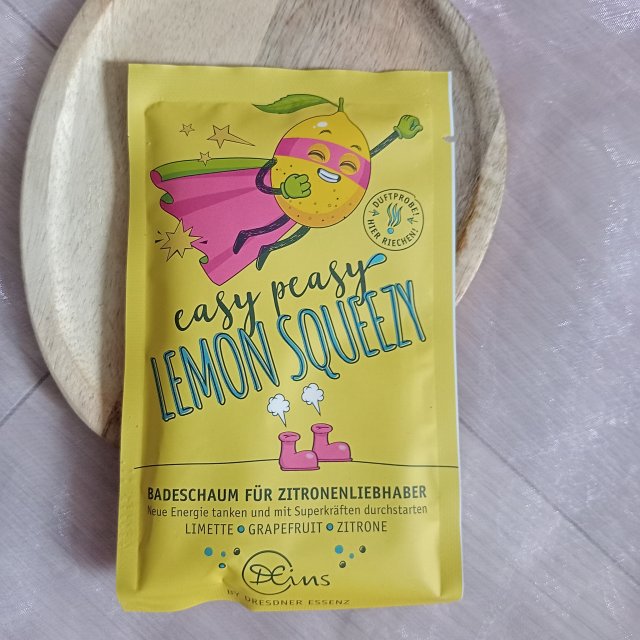 DUFTPROBE!
HIER RIECHEN!
easy peasy
LEMON SQUEEZY
BADESCHAUM FÜR ZITRONENLIEBHABER
Neue Energie tanken und mit Superkräften durchstarten
LIMETTE • GRAPEFRUIT • ZITRONE
DEins
BY DRESDNER ESSENZ